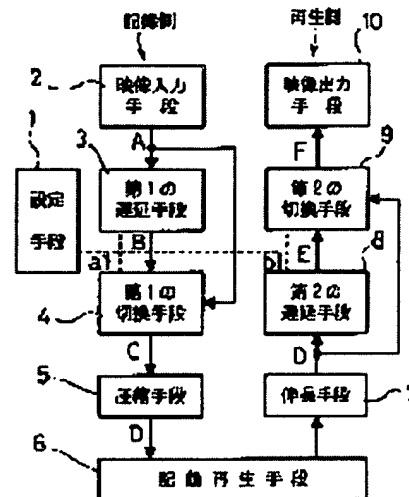 記録側
再生側
1
2
10
映像入力
手段
映像出力
手段
A
F
3
9
設定
手段
第1の
遅延手段
第2の
切換手段
B
E
8
a1
b1
4
第1の
切換手段
第2の
遅延手段
C
D
5
圧縮手段
伸長手段
7
D
6
記録再生手段